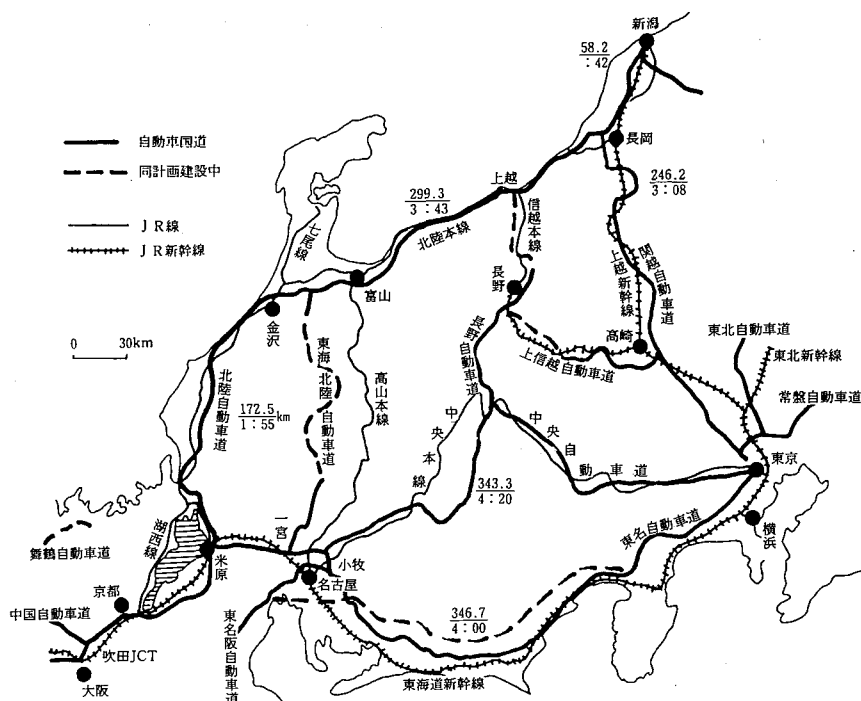 新潟
58.2
:42
自動車国道
同計画建設中
JR線
JR新幹線
長岡
246.2
3:08
上越
299.3
3:43
北陸本線
信越本線
七尾線
富山
金沢
長野
上越新幹線
関越自動車道
高崎
上信越自動車道
長野自動車道
東北自動車道
東北新幹線
常盤自動車道
0 30km
北陸自動車道
172.5km
1:55
東海北陸自動車道
高山本線
中央本線
中央自動車道
343.3
4:20
東京
横浜
東名自動車道
湖西線
舞鶴自動車道
米原
一宮
小牧
名古屋
京都
中国自動車道
吹田JCT
大阪
東名阪自動車道
346.7
4:00
東海道新幹線